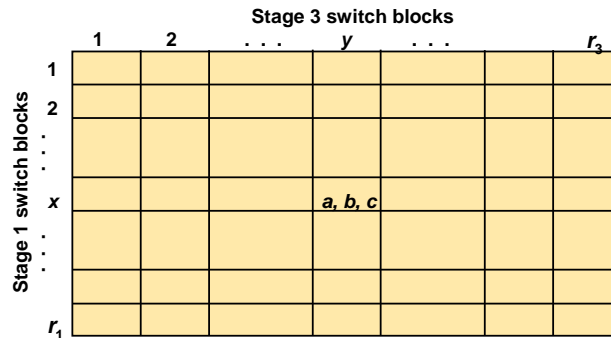 Stage 3 switch blocks
1 2 . . . y . . . r3
Stage 1 switch blocks
1
2
.
.
.
x a, b, c
.
.
.
r1